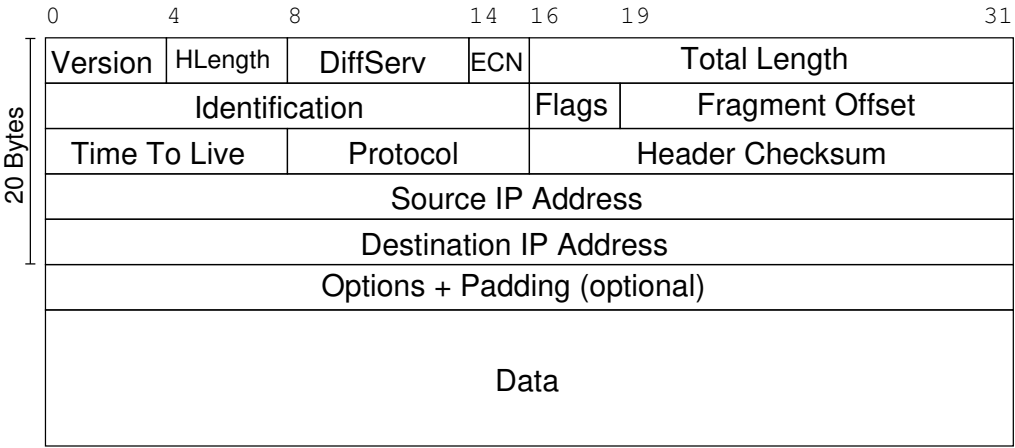 0 4 8 14 16 19 31
Version HLength DiffServ ECN Total Length
Identification Flags Fragment Offset
Time To Live Protocol Header Checksum
Source IP Address
Destination IP Address
Options + Padding (optional)
Data
20 Bytes